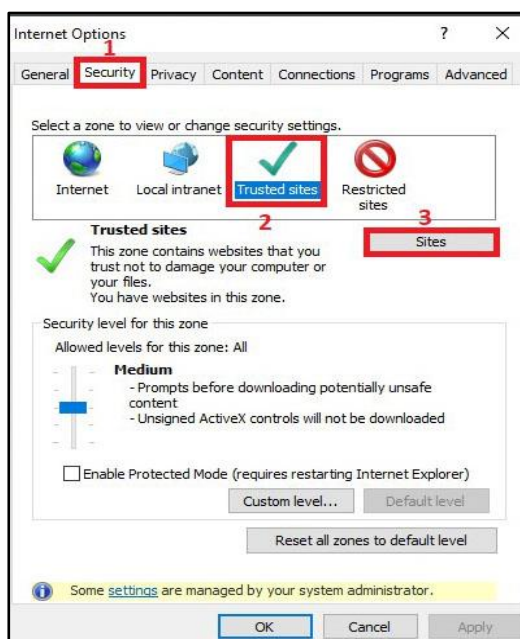 Internet Options
?
1
General Security Privacy Content Connections Programs Advanced
Select a zone to view or change security settings.
Internet Local intranet Trusted sites Restricted
sites
2
3
Trusted sites
Sites
This zone contains websites that you
trust not to damage your computer or
your files.
You have websites in this zone.
Security level for this zone
Allowed levels for this zone: All
Medium
- Prompts before downloading potentially unsafe
content
- Unsigned ActiveX controls will not be downloaded
Enable Protected Mode (requires restarting Internet Explorer)
Custom level... Default level
Reset all zones to default level
Some settings are managed by your system administrator.
OK Cancel Apply